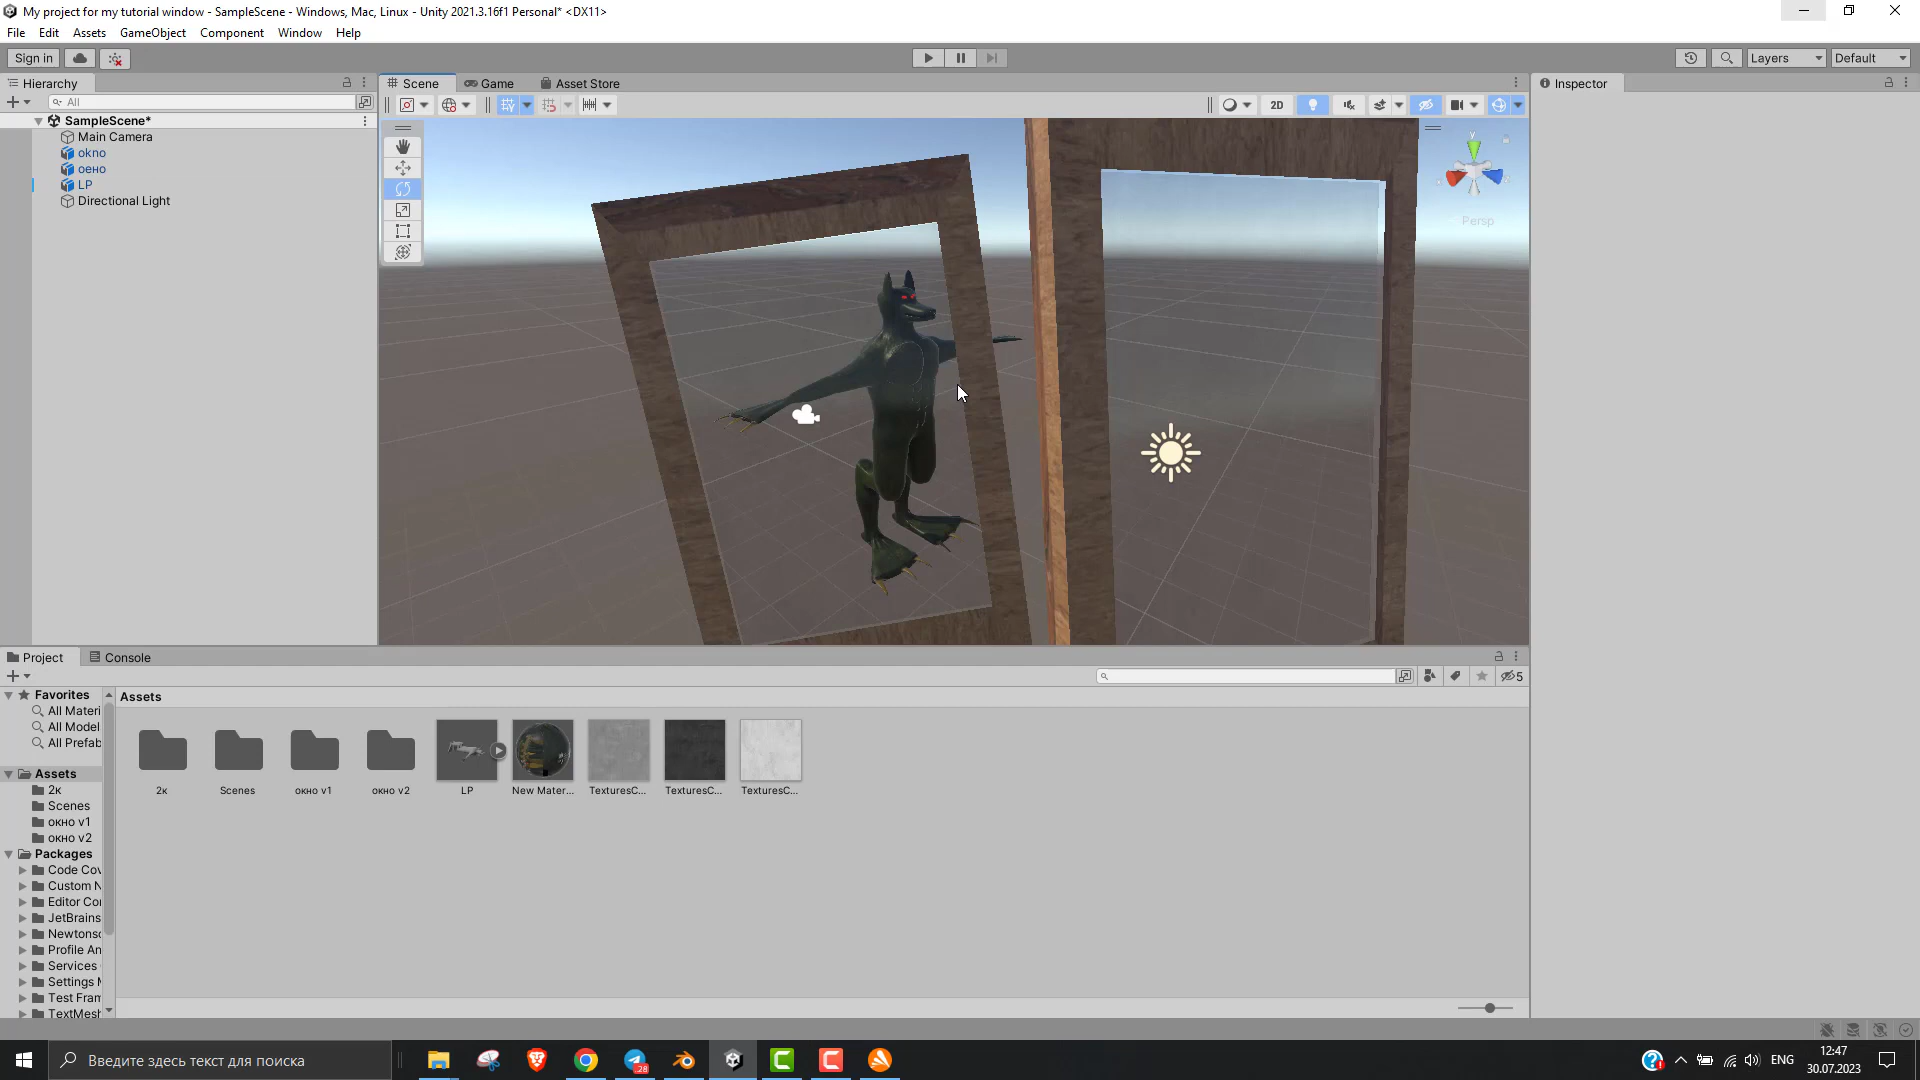 My project for my tutorial window - SampleScene - Windows, Mac, Linux - Unity 2021.3.16f1 Personal* <DX11>
File Edit Assets GameObject Component Window Help
Sign in
Layers
Default
Hierarchy
Scene
Game
Asset Store
Inspector
All
2D
SampleScene*
Main Camera
okno
оено
LP
Directional Light
y
Persp
Project
Console
5
Favorites
All Materi
All Model
All Prefab
Assets
2к
Scenes
окно v1
окно v2
Packages
Code Cov
Custom N
Editor Cor
JetBrains
Newtonso
Profile An
Services
Settings M
Test Fram
TextMesh
Assets
2к
Scenes
окно v1
окно v2
LP
New Mater...
TexturesC...
TexturesC...
TexturesC...
Введите здесь текст для поиска
28
ENG
12:47
30.07.2023